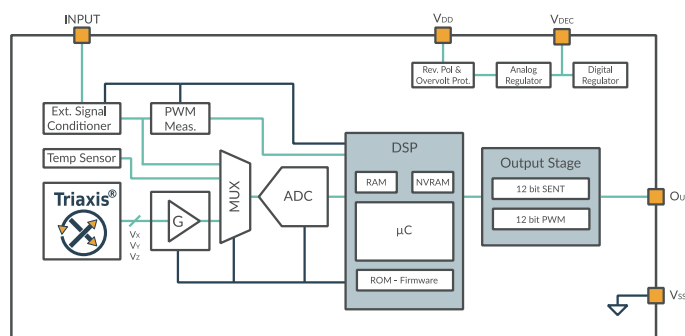 INPUT
VDD
VDEC
Rev. Pol &
Overvolt Prot.
Analog
Regulator
Digital
Regulator
Ext. Signal
Conditioner
PWM
Meas.
DSP
Temp Sensor
Output Stage
RAM
NVRAM
12 bit SENT
Triaxis®
G
MUX
ADC
12 bit PWM
µC
VX
VY
VZ
ROM – Firmware